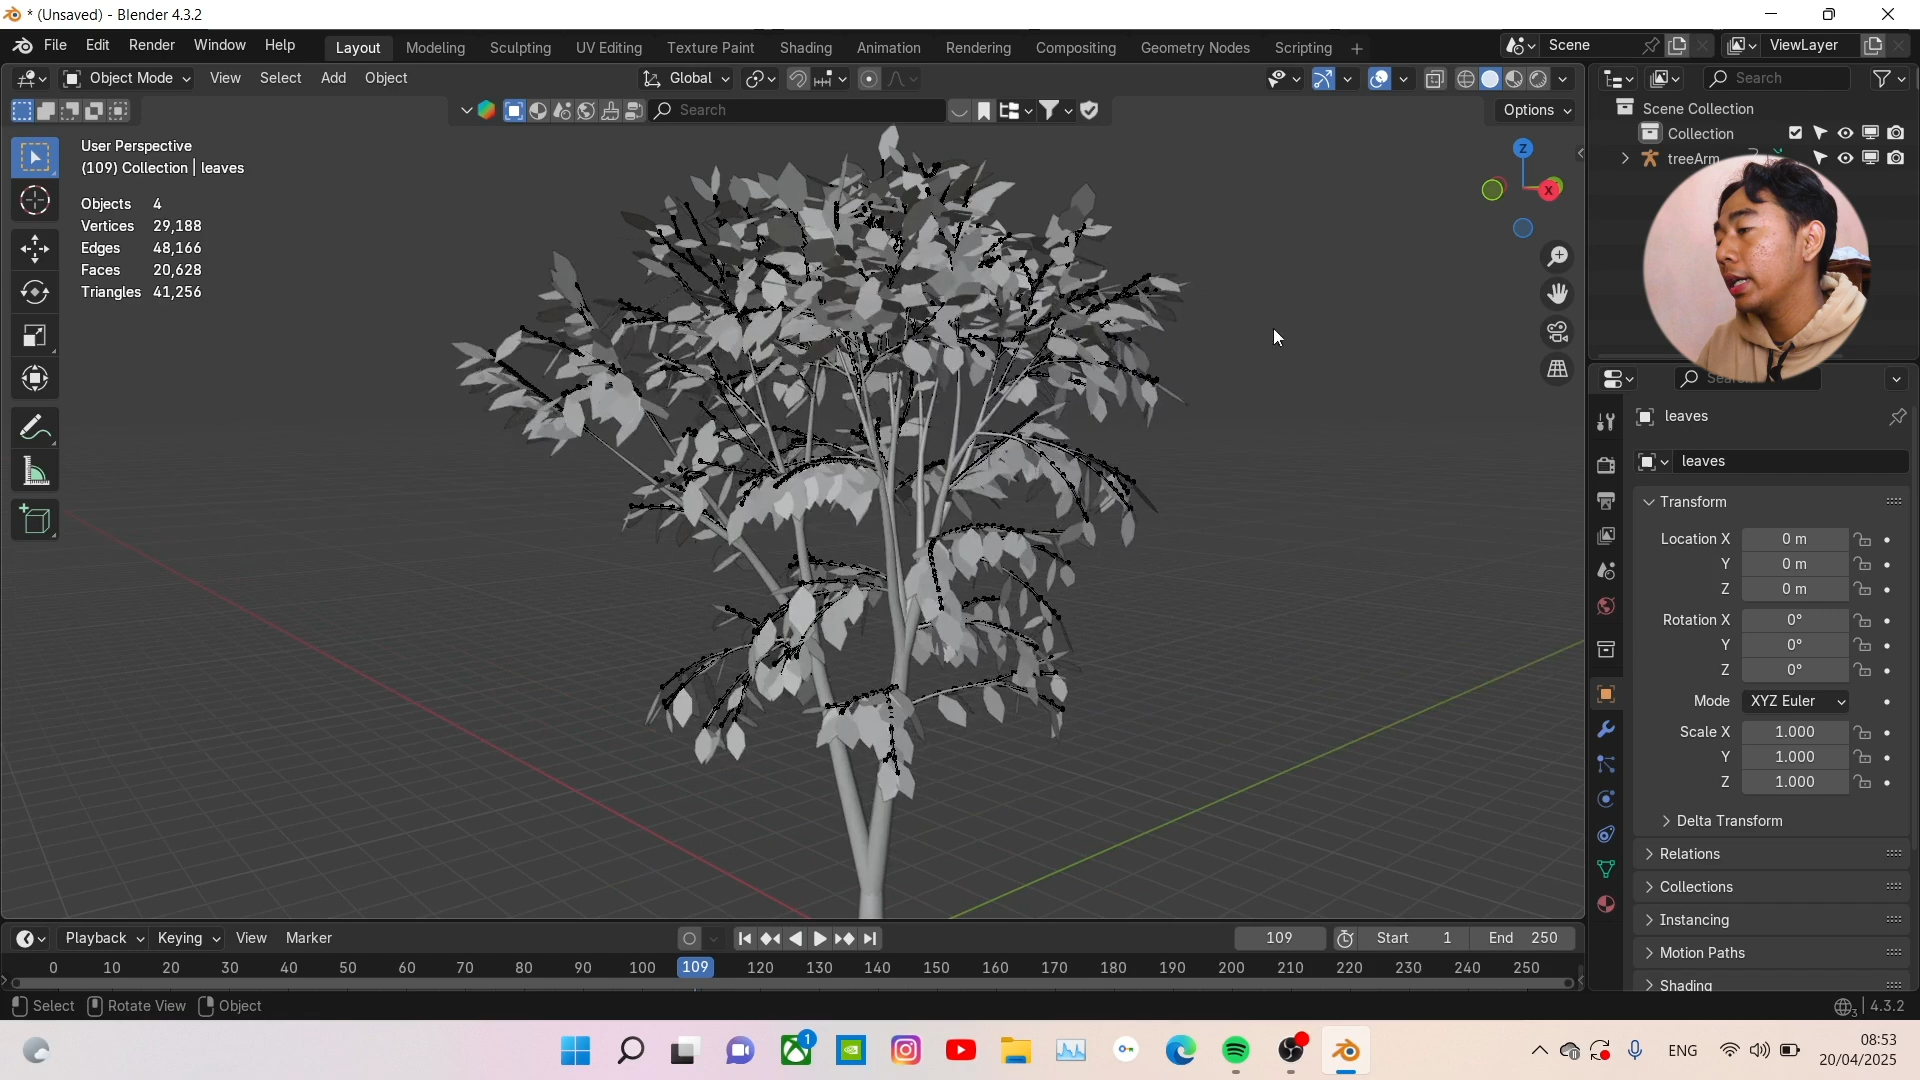 * (Unsaved) - Blender 4.3.2
File Edit Render Window Help Layout Modeling Sculpting UV Editing Texture Paint Shading Animation Rendering Compositing Geometry Nodes Scripting + Scene ViewLayer
Object Mode View Select Add Object Global Search
Search Options
Scene Collection
Collection
treeArm
User Perspective
(109) Collection | leaves
Objects 4
Vertices 29,188
Edges 48,166
Faces 20,628
Triangles 41,256
Z
X
leaves
leaves
Transform
Location X 0 m
Y 0 m
Z 0 m
Rotation X 0°
Y 0°
Z 0°
Mode XYZ Euler
Scale X 1.000
Y 1.000
Z 1.000
Delta Transform
Relations
Collections
Instancing
Motion Paths
Shading
Playback Keying View Marker 109 Start 1 End 250
0 10 20 30 40 50 60 70 80 90 100 109 120 130 140 150 160 170 180 190 200 210 220 230 240 250
Select Rotate View Object 3 4.3.2
1
ENG
08:53
20/04/2025